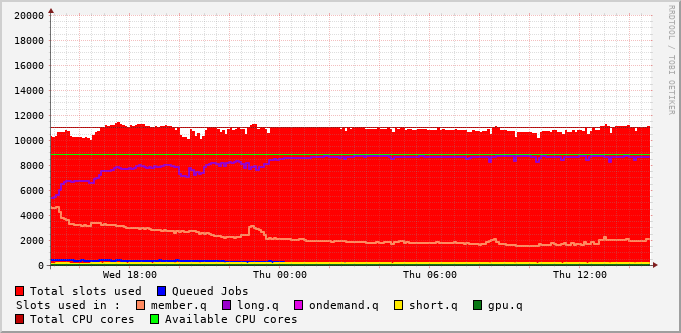 20000
18000
16000
14000
12000
10000
8000
6000
4000
2000
0
Wed 18:00 Thu 00:00 Thu 06:00 Thu 12:00
RRDTOOL / TOBI OETIKER
Total slots used Queued Jobs
Slots used in : member.q long.q ondemand.q short.q gpu.q
Total CPU cores Available CPU cores